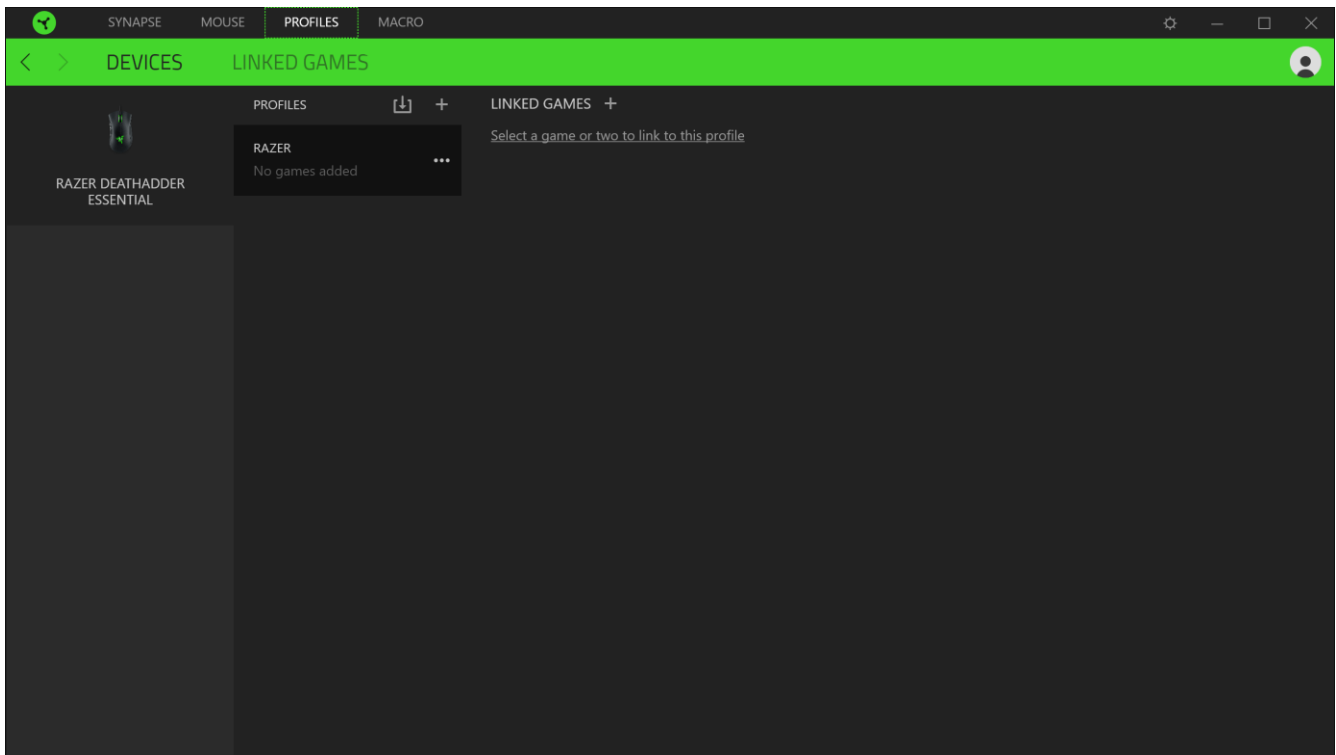 SYNAPSE MOUSE PROFILES MACRO
DEVICES LINKED GAMES
PROFILES
RAZER
No games added
LINKED GAMES +
Select a game or two to link to this profile
RAZER DEATHADDER
ESSENTIAL